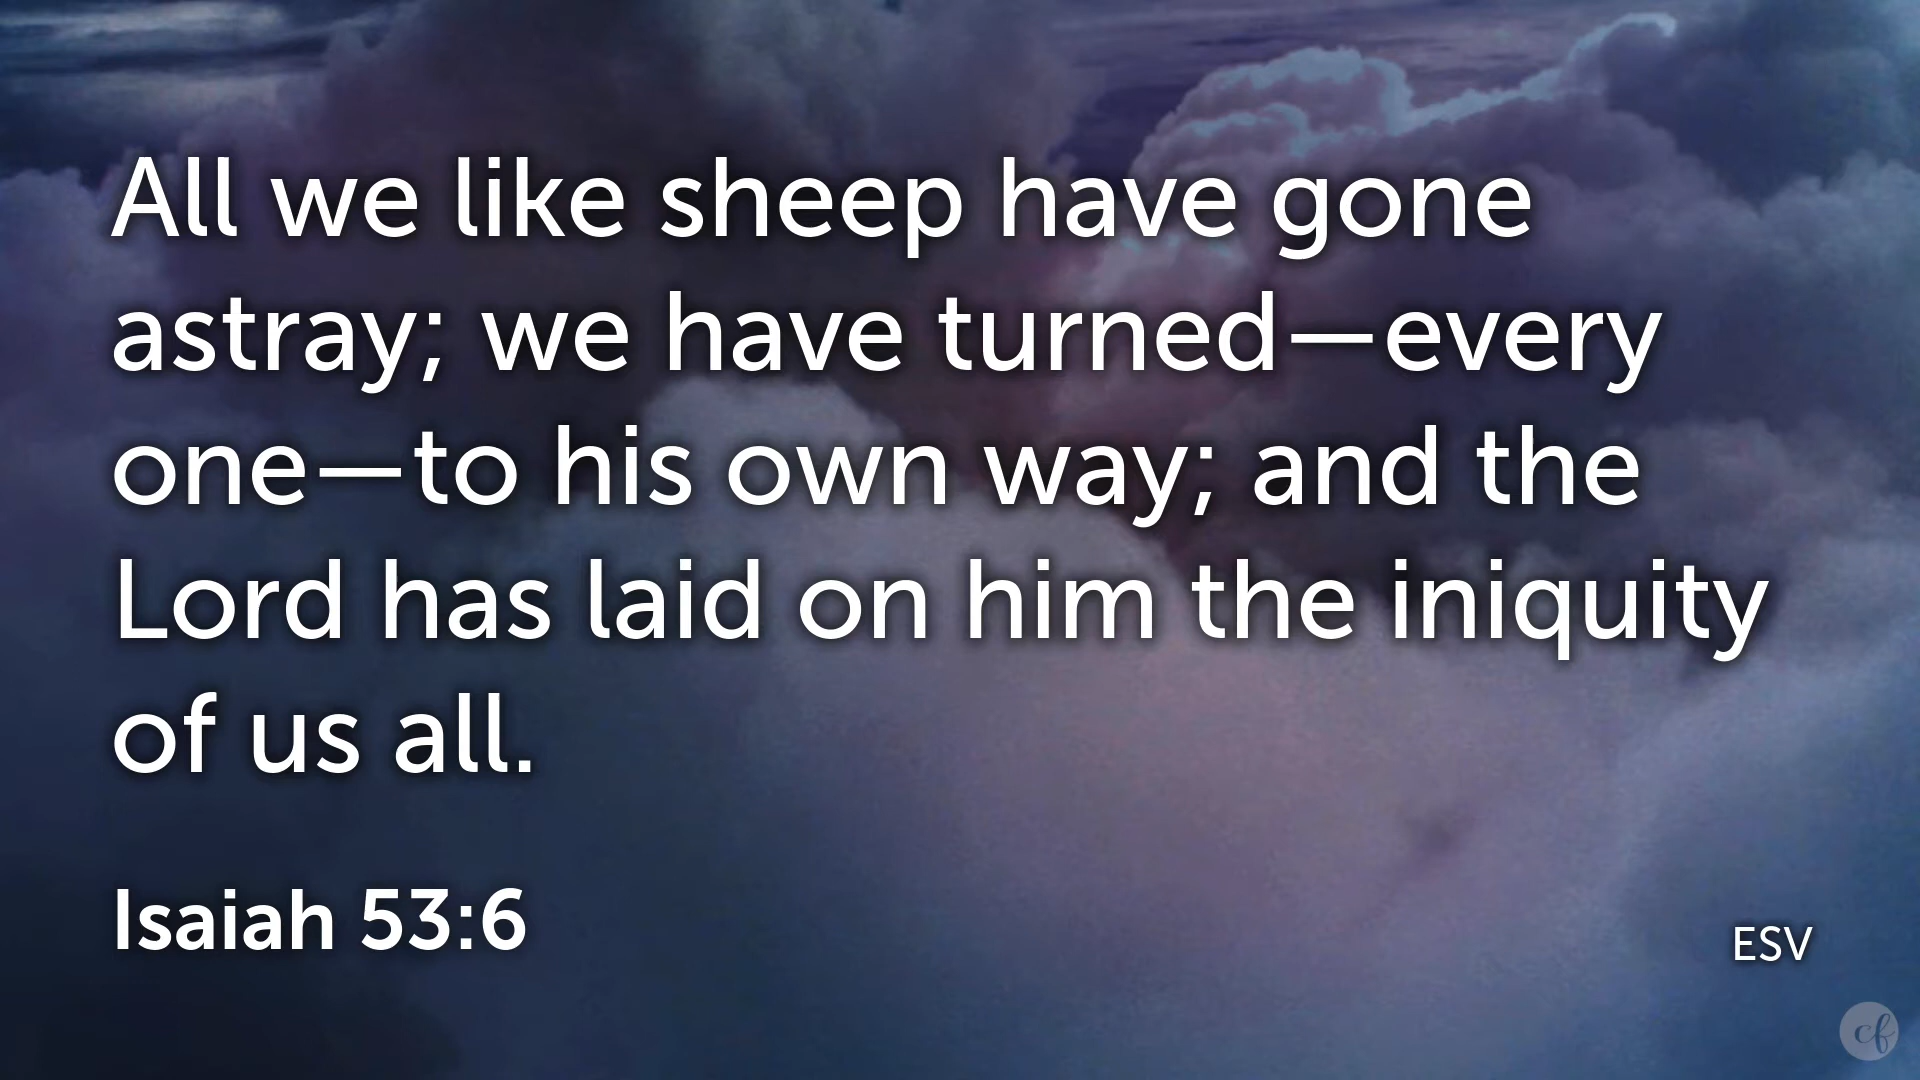 All we like sheep have gone
astray; we have turned—every
one—to his own way; and the
Lord has laid on him the iniquity
of us all.
Isaiah 53:6
ESV
cf